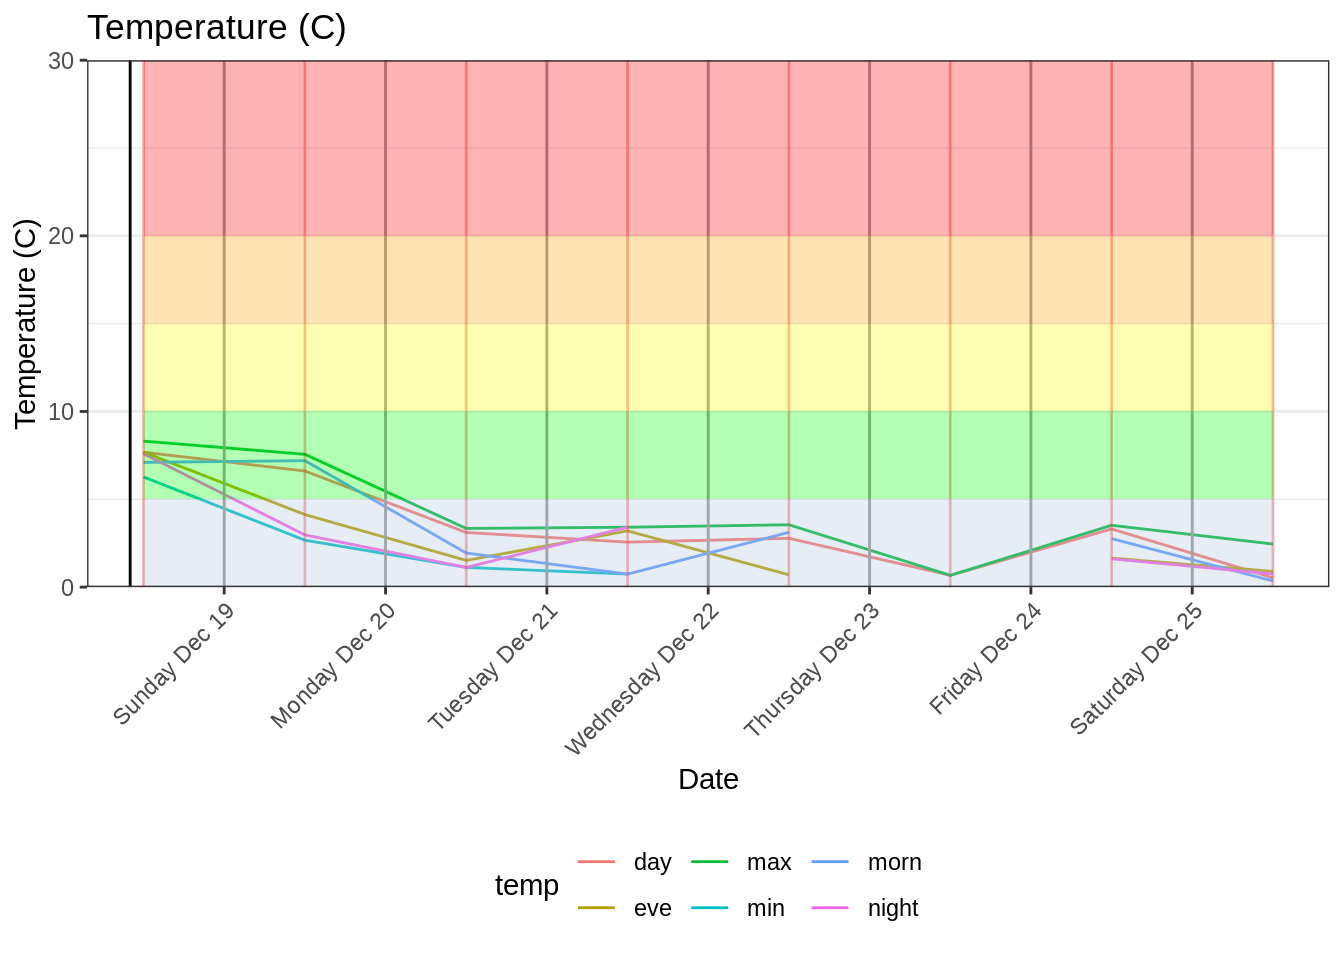 Temperature (C)
Temperature (C)
30
20
10
0
Sunday Dec 19
Monday Dec 20
Tuesday Dec 21
Wednesday Dec 22
Thursday Dec 23
Friday Dec 24
Saturday Dec 25
Date
temp
day
max
morn
eve
min
night